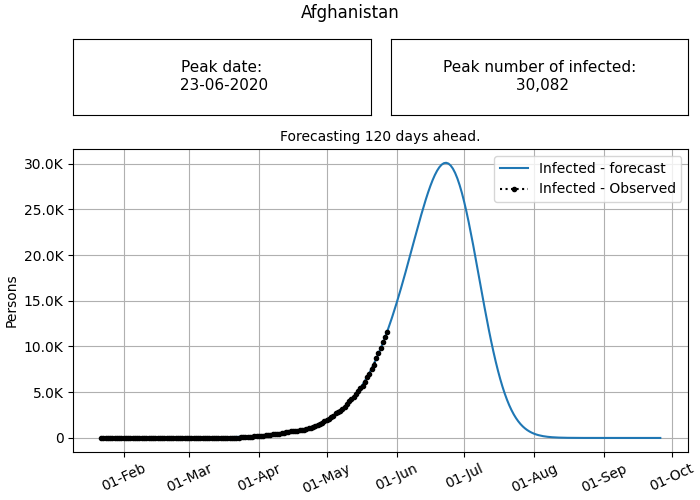 Afghanistan
Peak date:
23-06-2020
Peak number of infected:
30,082
Forecasting 120 days ahead.
Infected - forecast
Infected - Observed
Persons
30.0K
25.0K
20.0K
15.0K
10.0K
5.0K
0
01-Feb
01-Mar
01-Apr
01-May
01-Jun
01-Jul
01-Aug
01-Sep
01-Oct